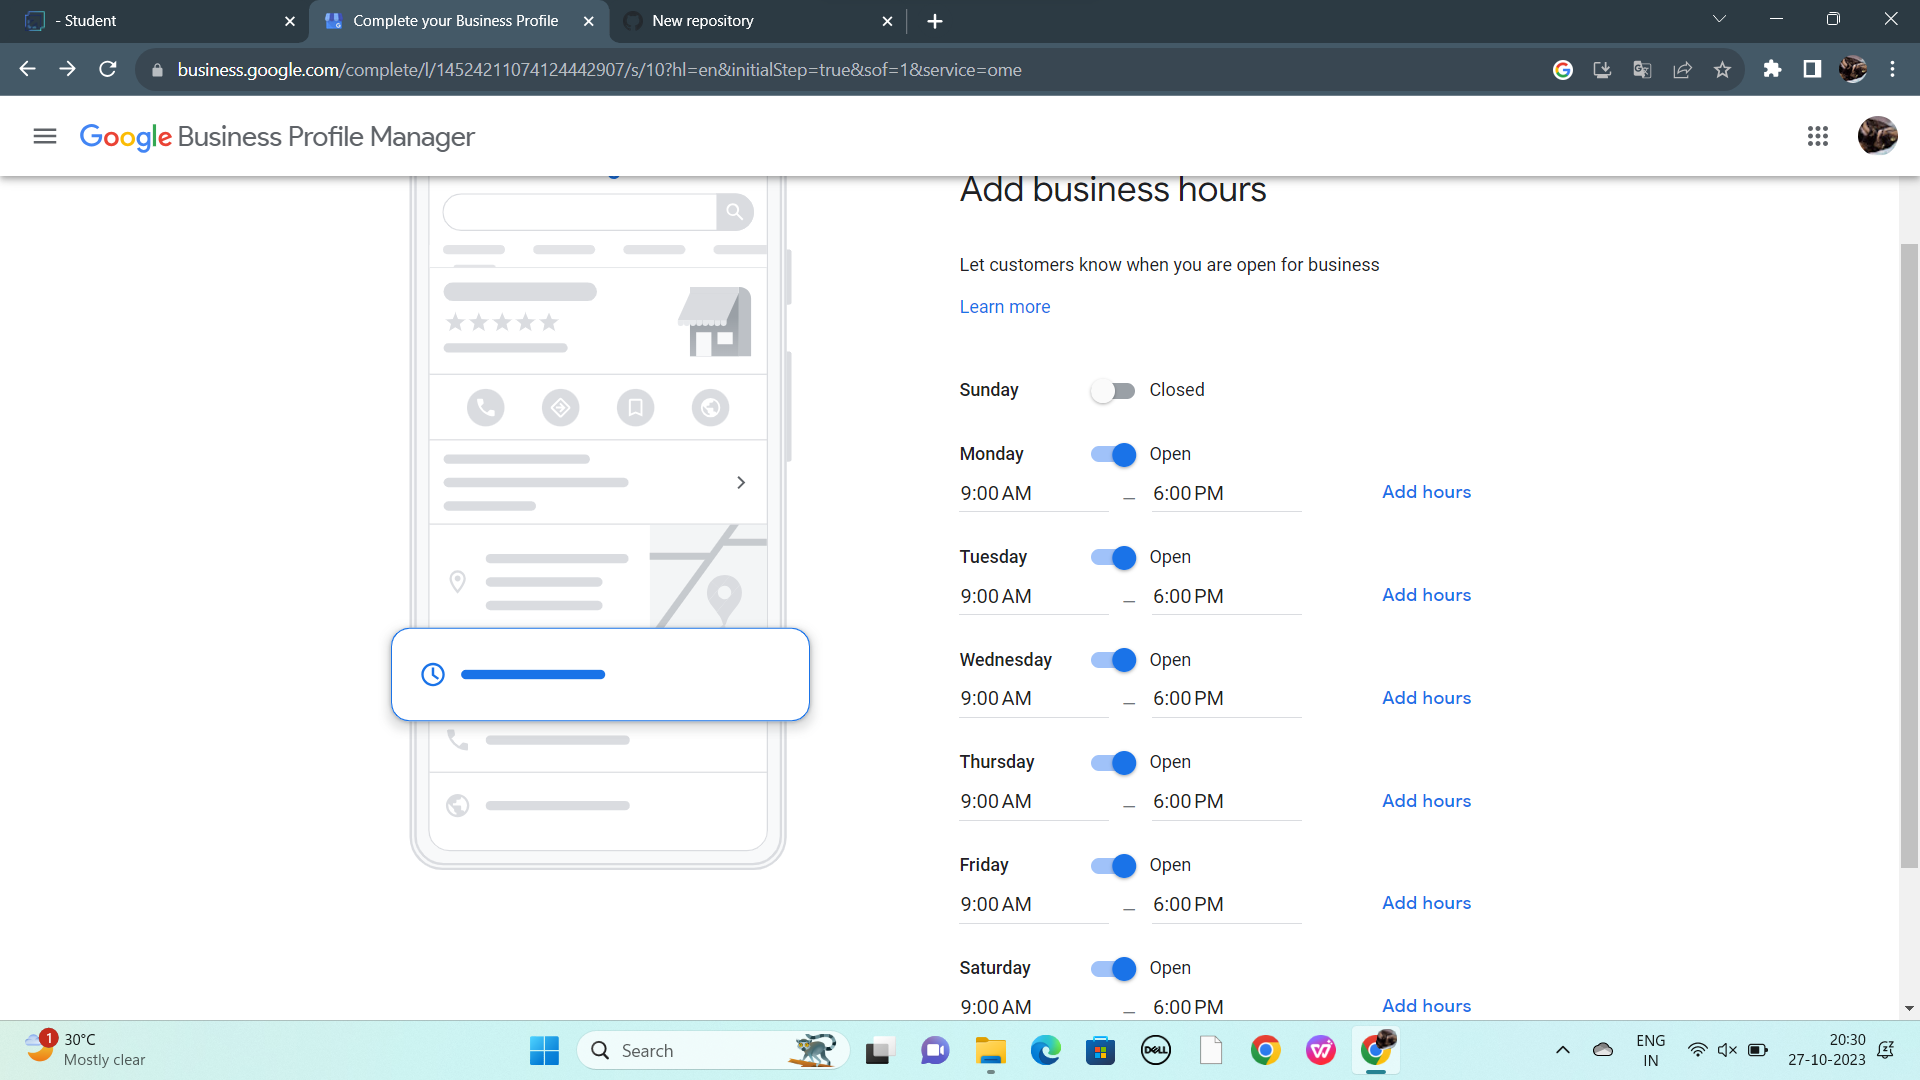 - Student
Complete your Business Profile
New repository
business.google.com/complete/l/14524211074124442907/s/10?hl=en&initialStep=true&sof=1&service=ome
Google Business Profile Manager
Add business hours
Let customers know when you are open for business
Learn more
Sunday Closed
Monday Open
9:00 AM – 6:00 PM Add hours
Tuesday Open
9:00 AM – 6:00 PM Add hours
Wednesday Open
9:00 AM – 6:00 PM Add hours
Thursday Open
9:00 AM – 6:00 PM Add hours
Friday Open
9:00 AM – 6:00 PM Add hours
Saturday Open
9:00 AM – 6:00 PM Add hours
1
30°C
Mostly clear
Search
DELL
ENG
IN
20:30
27-10-2023